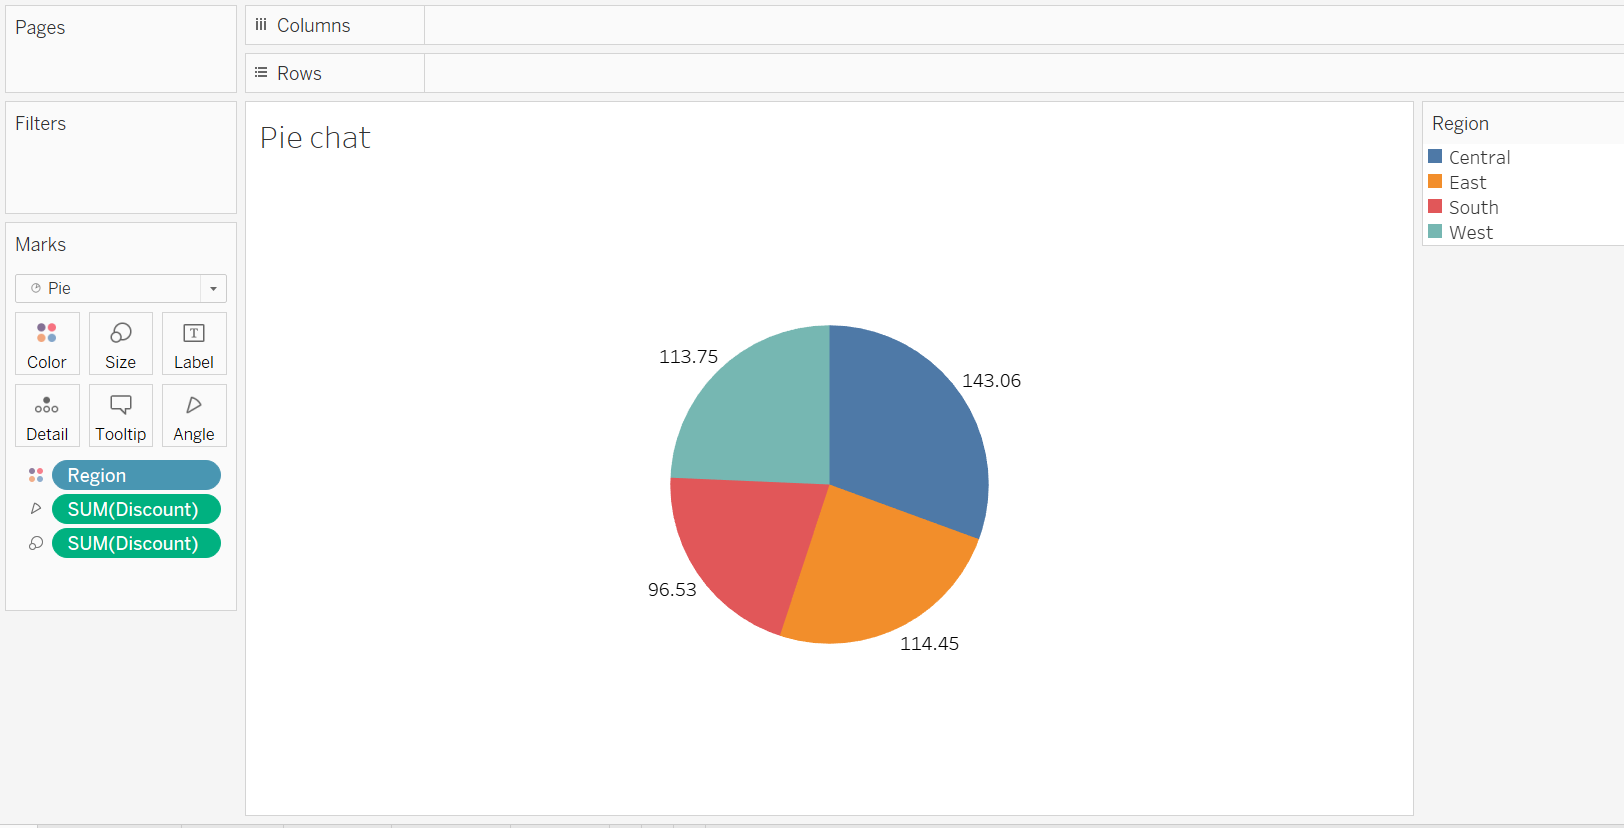 Pages
Columns
Rows
Filters
Marks
Pie
Color
Size
Label
Detail
Tooltip
Angle
Region
SUM(Discount)
SUM(Discount)
Pie chat
113.75
143.06
96.53
114.45
Region
Central
East
South
West